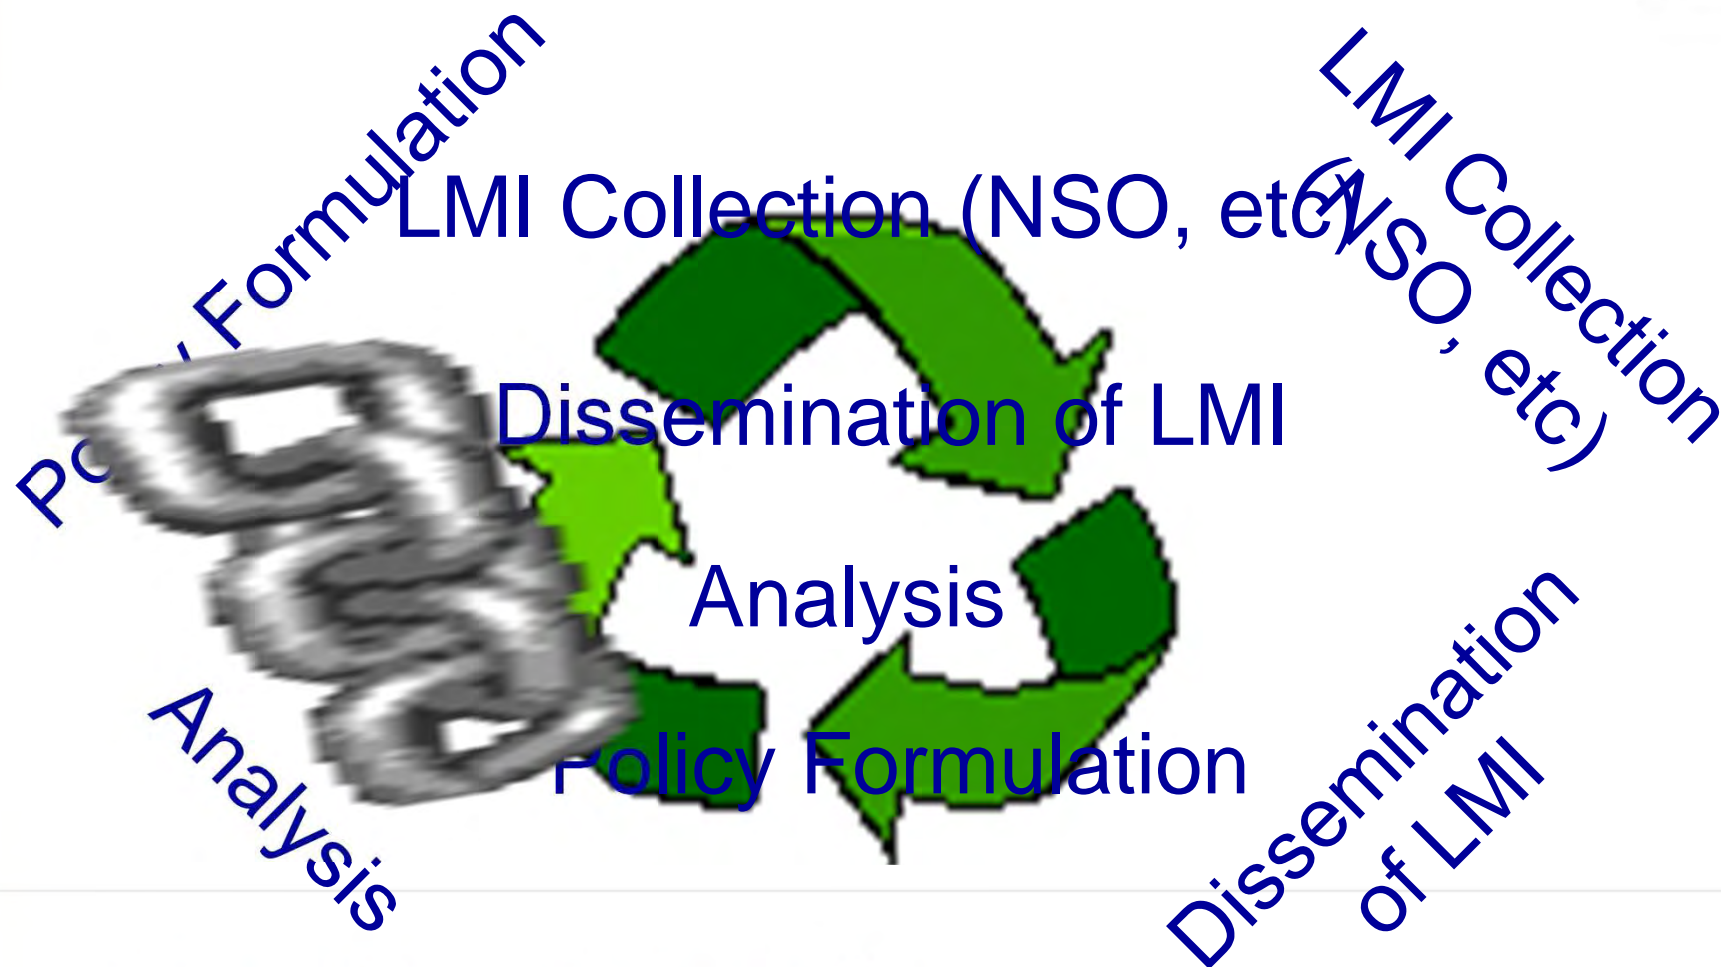 Policy Formulation
LMI Collection
(NSO, etc)
LMI Collection (NSO, etc)
Dissemination of LMI
Analysis
Policy Formulation
Analysis
Dissemination
of LMI